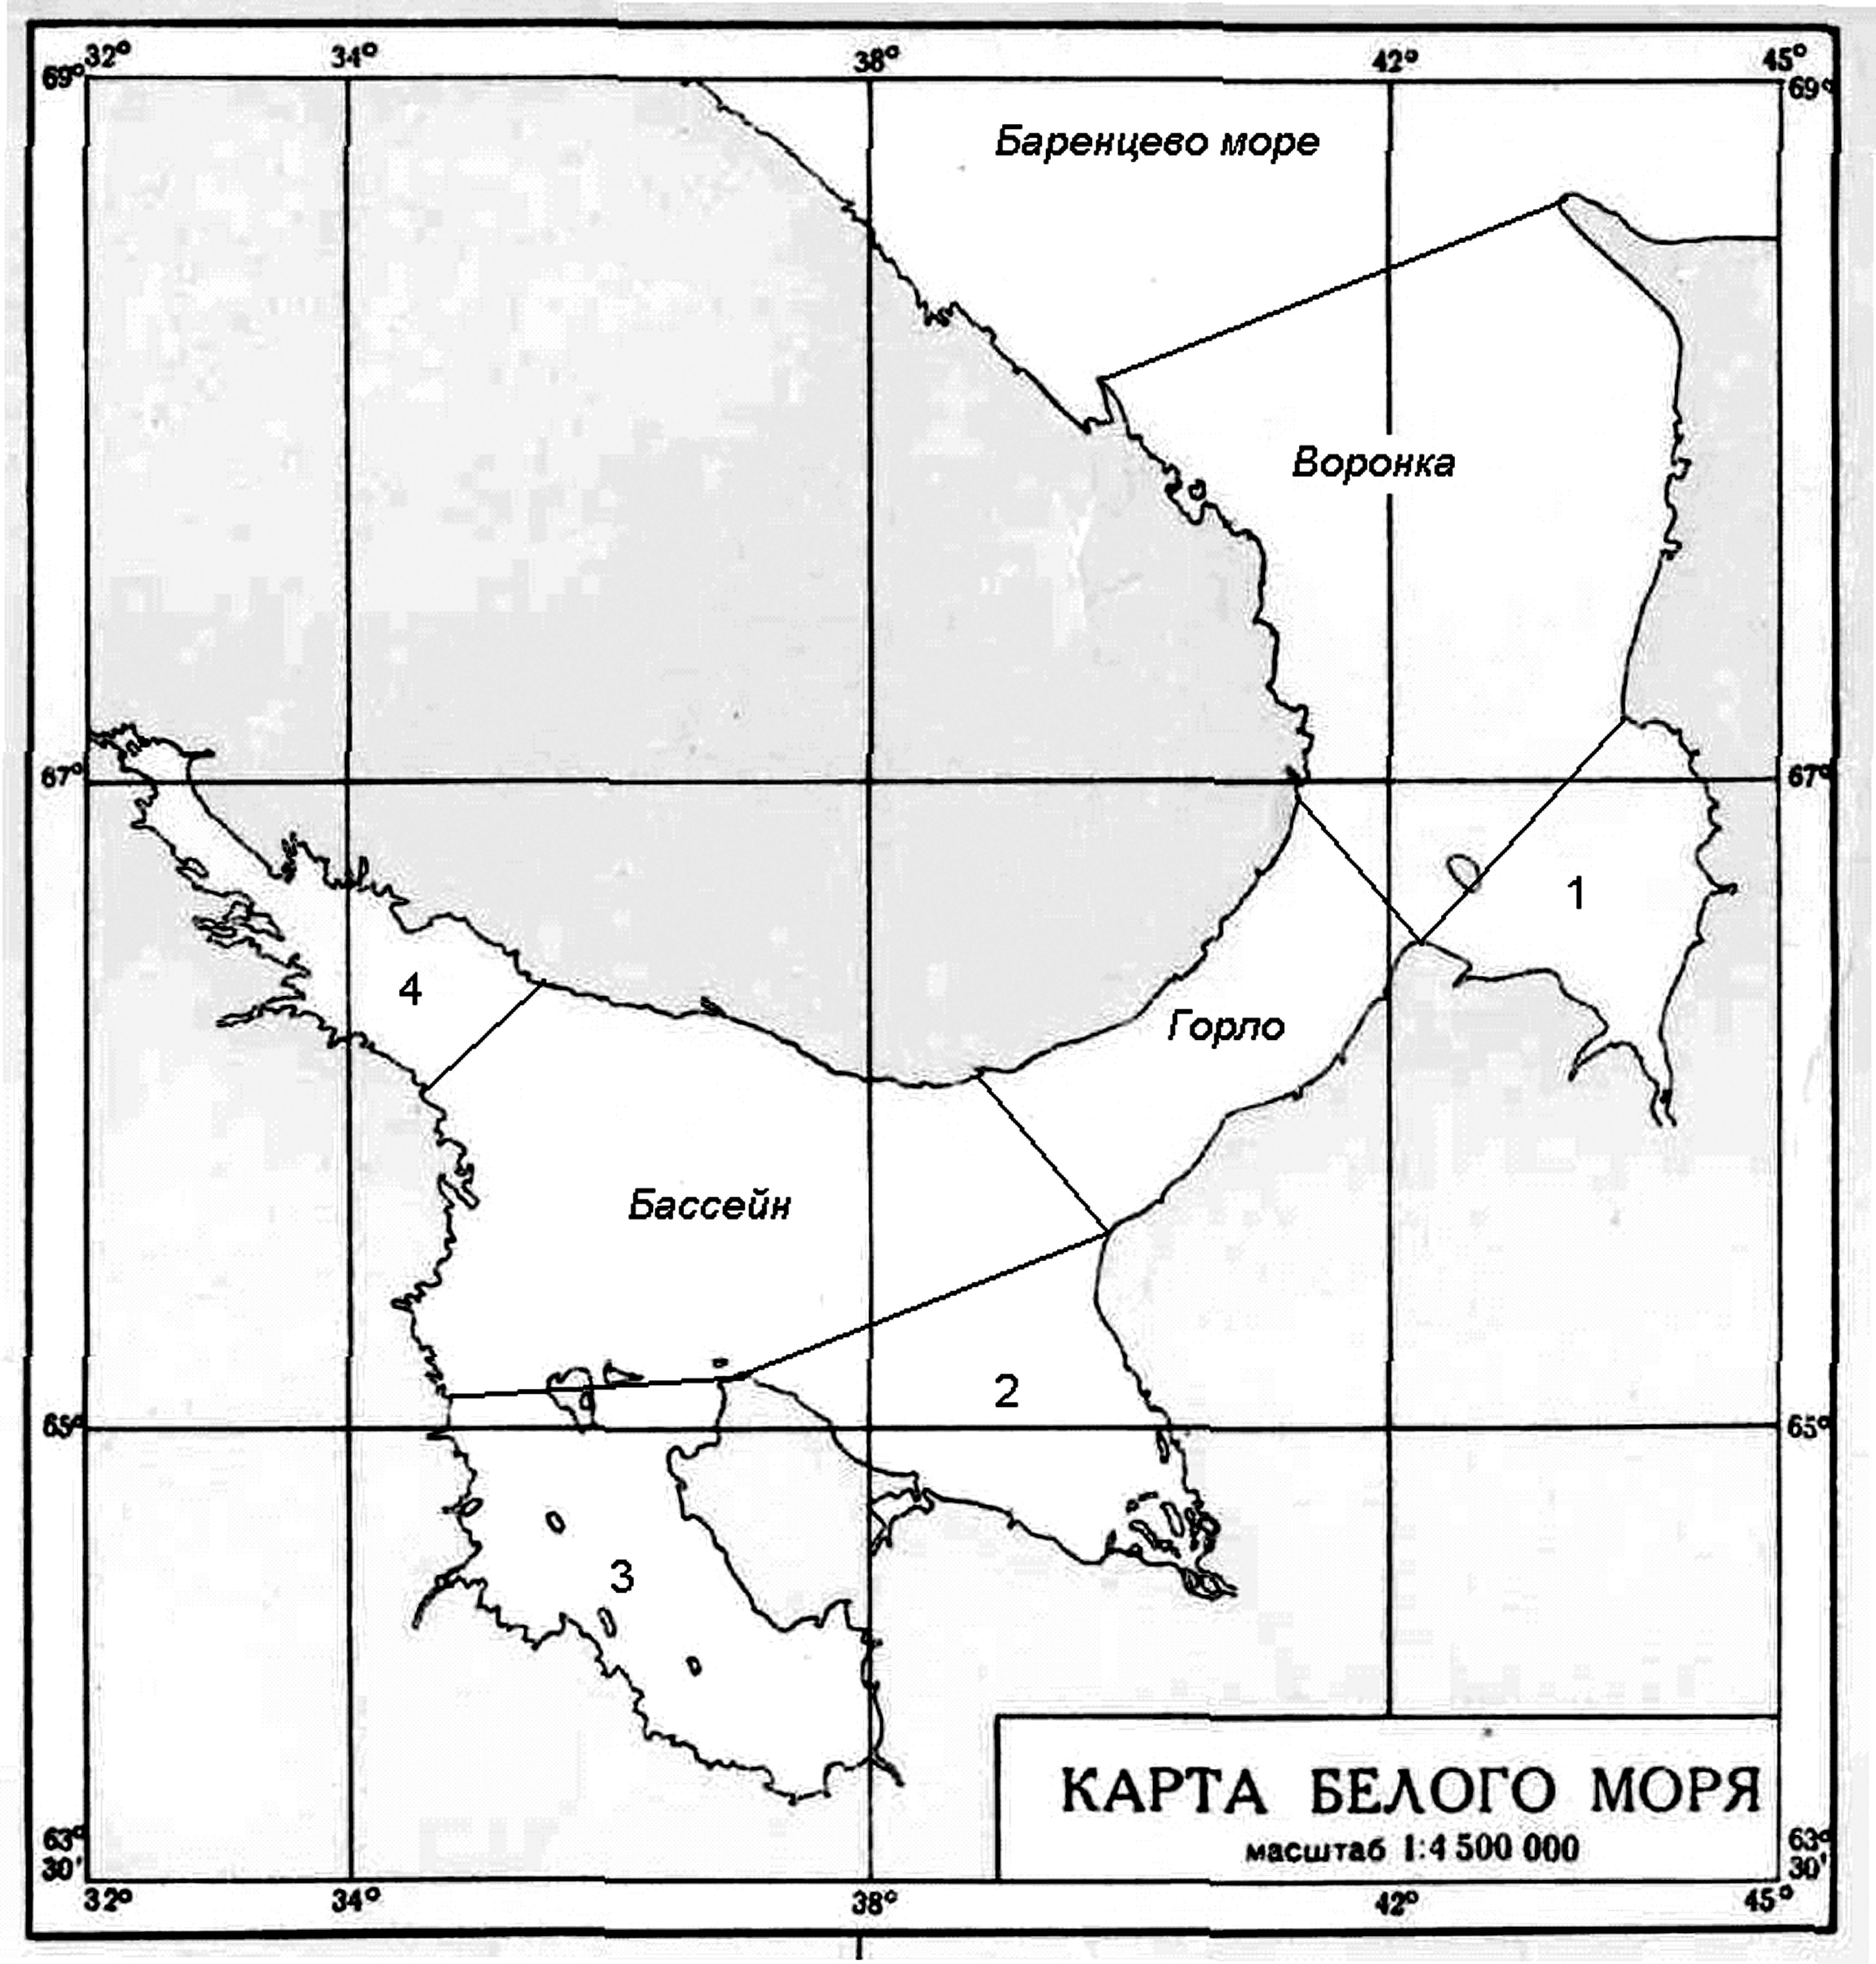 32° 34° 38° 42° 45°
69° 69°
Баренцево море
Воронка
67° 67°
1
4
Горло
Бассейн
2
65° 65°
3
КАРТА БЕЛОГО МОРЯ
масштаб 1:4 500 000
63° 63°
30' 30'
32° 34° 38° 42° 45°